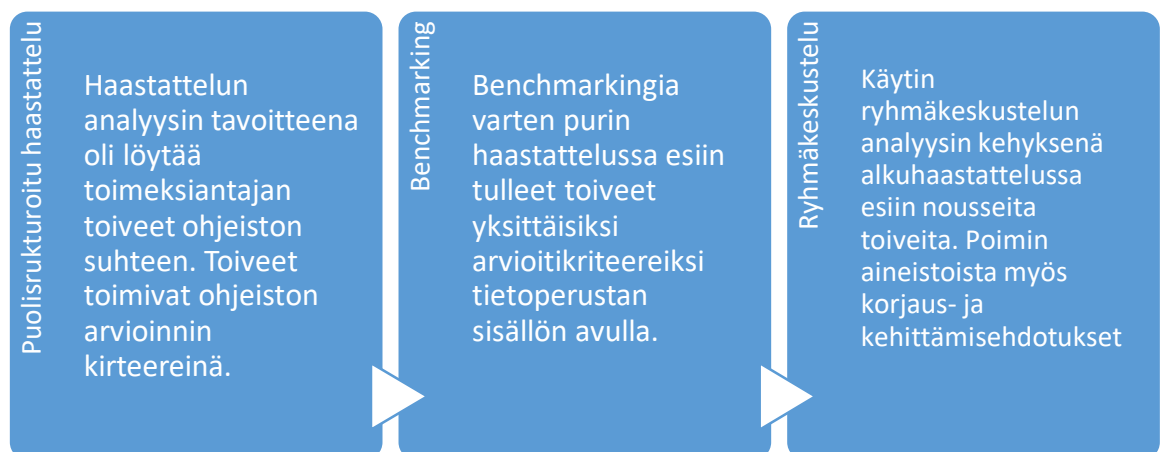 Puolisrukturoitu haastattelu
Haastattelun
analyysin tavoitteena
oli löytää
toimeksiantajan
toiveet ohjeiston
suhteen. Toiveet
toimivat ohjeiston
arvioinnin
kirteereinä.
Benchmarking
Benchmarkingia
varten purin
haastattelussa esiin
tulleet toiveet
yksittäisiksi
arvioitikriteereiksi
tietoperustan
sisällön avulla.
Ryhmäkeskustelu
Käytin
ryhmäkeskustelun
analyysin kehyksenä
alkuhaastattelussa
esiin nousseita
toiveita. Poimin
aineistoista myös
korjaus- ja
kehittämisehdotukset